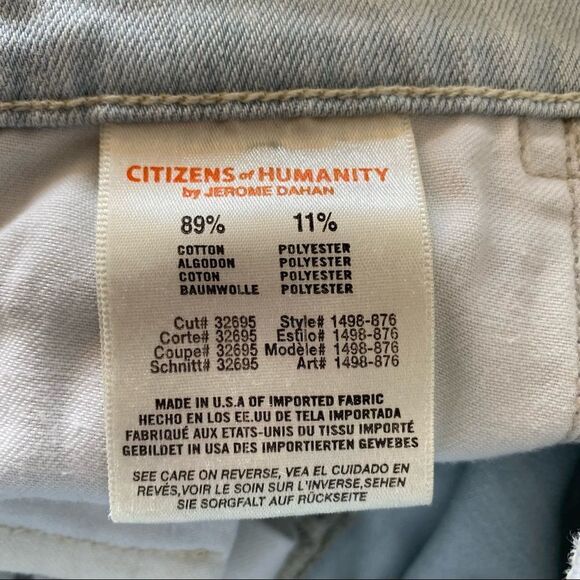 CITIZENS of HUMANITY
by JEROME DAHAN
89% 11%
COTTON POLYESTER
ALGODON POLYESTER
COTON POLYESTER
BAUMWOLLE POLYESTER
Cut# 32695 Style# 1498-876
Corte# 32695 Estilo# 1498-876
Coupe# 32695 Modèle# 1498-876
Schnitt# 32695 Art# 1498-876
MADE IN U.S.A OF IMPORTED FABRIC
HECHO EN LOS EE.UU DE TELA IMPORTADA
FABRIQUÉ AUX ETATS-UNIS DU TISSU IMPORTÉ
GEBILDET IN USA DES IMPORTIERTEN GEWEBES
SEE CARE ON REVERSE, VEA EL CUIDADO EN
REVÉS,VOIR LE SOIN SUR L'INVERSE,SEHEN
SIE SORGFALT AUF RÜCKSEITE